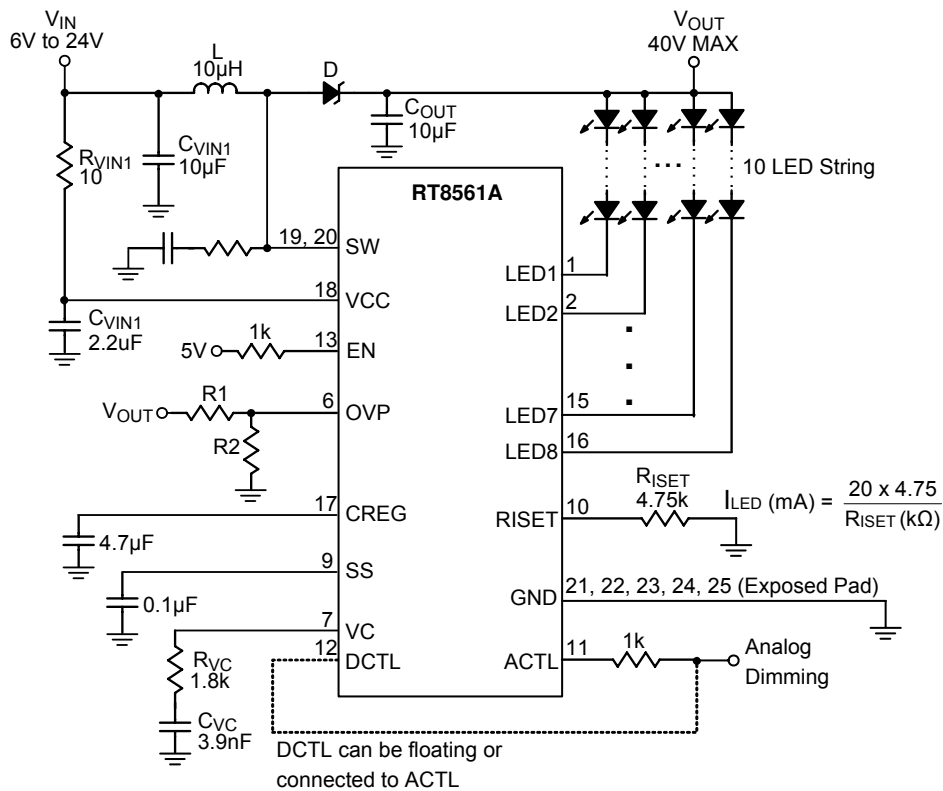 VIN
6V to 24V
L
10µH
D
VOUT
40V MAX
COUT
10µF
RVIN1
10
CVIN1
10µF
10 LED String
RT8561A
19, 20
SW
LED1
1
18
VCC
LED2
2
CVIN1
2.2uF
5V
1k
13
EN
VOUT
R1
6
OVP
LED7
15
R2
LED8
16
RISET
4.75k
ILED (mA) = 20 x 4.75 / RISET (kΩ)
17
CREG
RISET
10
4.7µF
9
SS
GND
21, 22, 23, 24, 25 (Exposed Pad)
0.1µF
7
VC
12
DCTL
ACTL
11
1k
Analog
Dimming
RVC
1.8k
CVC
3.9nF
DCTL can be floating or
connected to ACTL